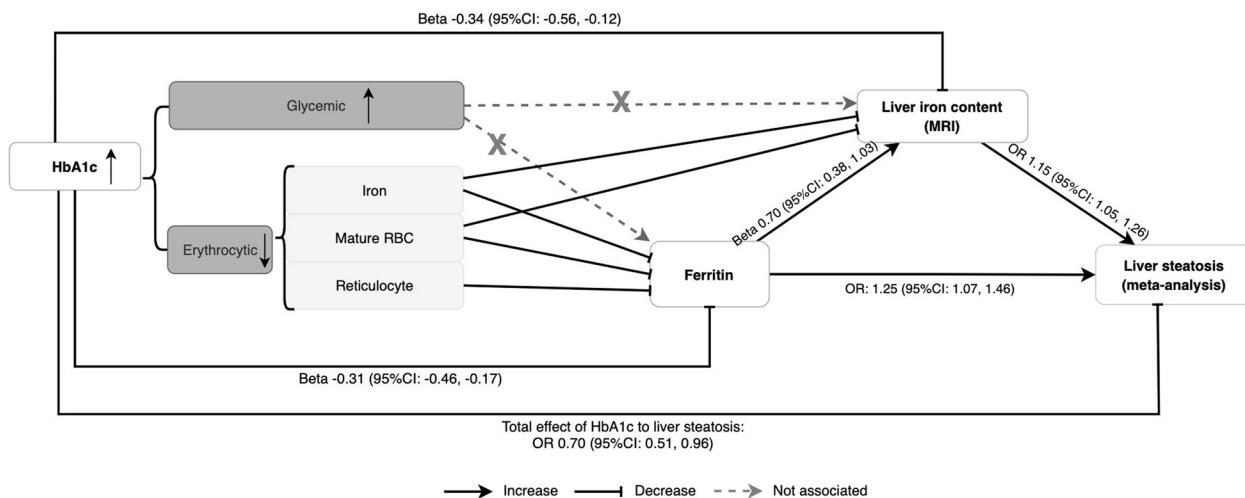 Beta -0.34 (95%CI: -0.56, -0.12)
Glycemic
X
X
Liver iron content
(MRI)
HbA1c
OR 1.15 (95%CI: 1.05, 1.26)
Beta 0.70 (95%CI: 0.38, 1.03)
Iron
Mature RBC
Erythrocytic
Reticulocyte
Ferritin
Liver steatosis
(meta-analysis)
OR: 1.25 (95%CI: 1.07, 1.46)
Beta -0.31 (95%CI: -0.46, -0.17)
Total effect of HbA1c to liver steatosis:
OR 0.70 (95%CI: 0.51, 0.96)
Increase
Decrease
Not associated